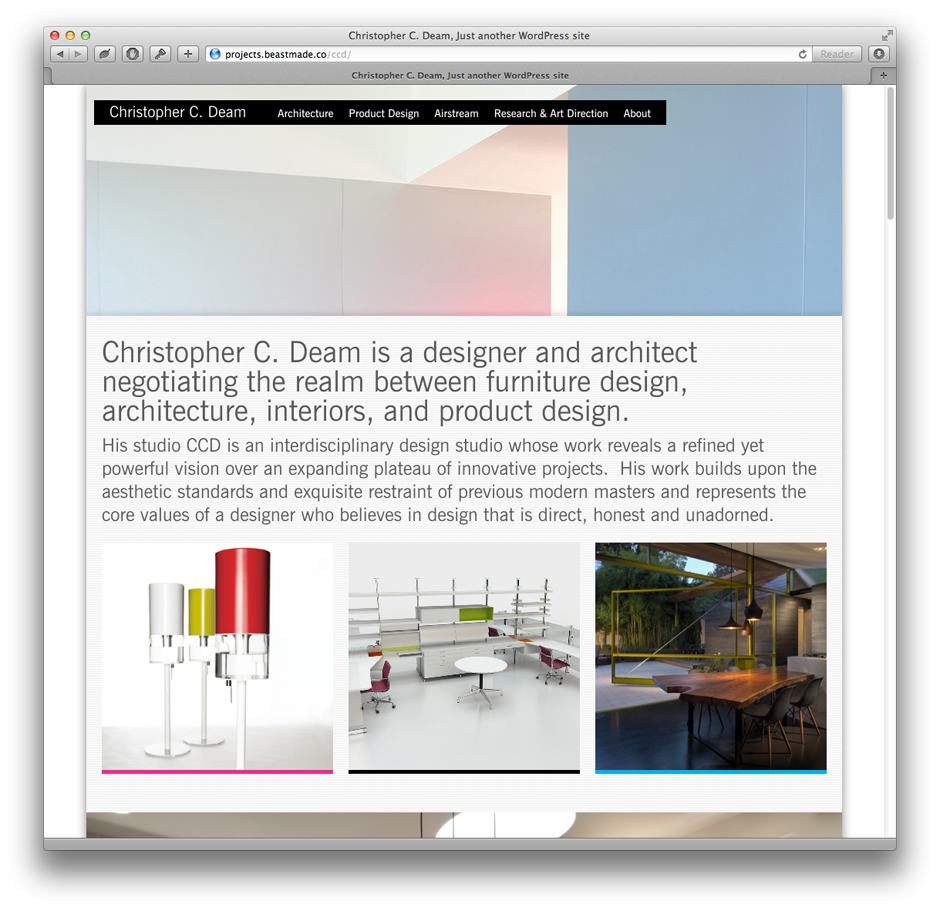 Christopher C. Deam, Just another WordPress site
projects.beastmade.co/ccd/
Reader
Christopher C. Deam, Just another WordPress site
Christopher C. Deam Architecture Product Design Airstream Research & Art Direction About
Christopher C. Deam is a designer and architect
negotiating the realm between furniture design,
architecture, interiors, and product design.
His studio CCD is an interdisciplinary design studio whose work reveals a refined yet
powerful vision over an expanding plateau of innovative projects.  His work builds upon the
aesthetic standards and exquisite restraint of previous modern masters and represents the
core values of a designer who believes in design that is direct, honest and unadorned.